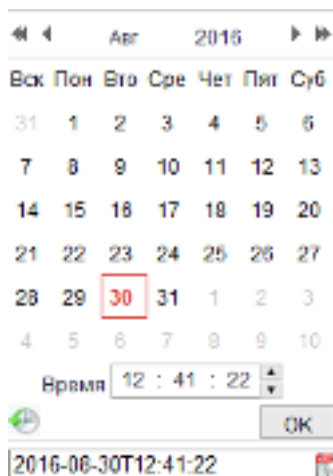 Авг 2016
Вск Пон Вто Сре Чет Пят Суб
31 1 2 3 4 5 6
7 8 9 10 11 12 13
14 15 16 17 18 19 20
21 22 23 24 25 26 27
28 29 30 31 1 2 3
4 5 6 7 8 9 10
Время 12 : 41 : 22
OK
2016-08-30T12:41:22